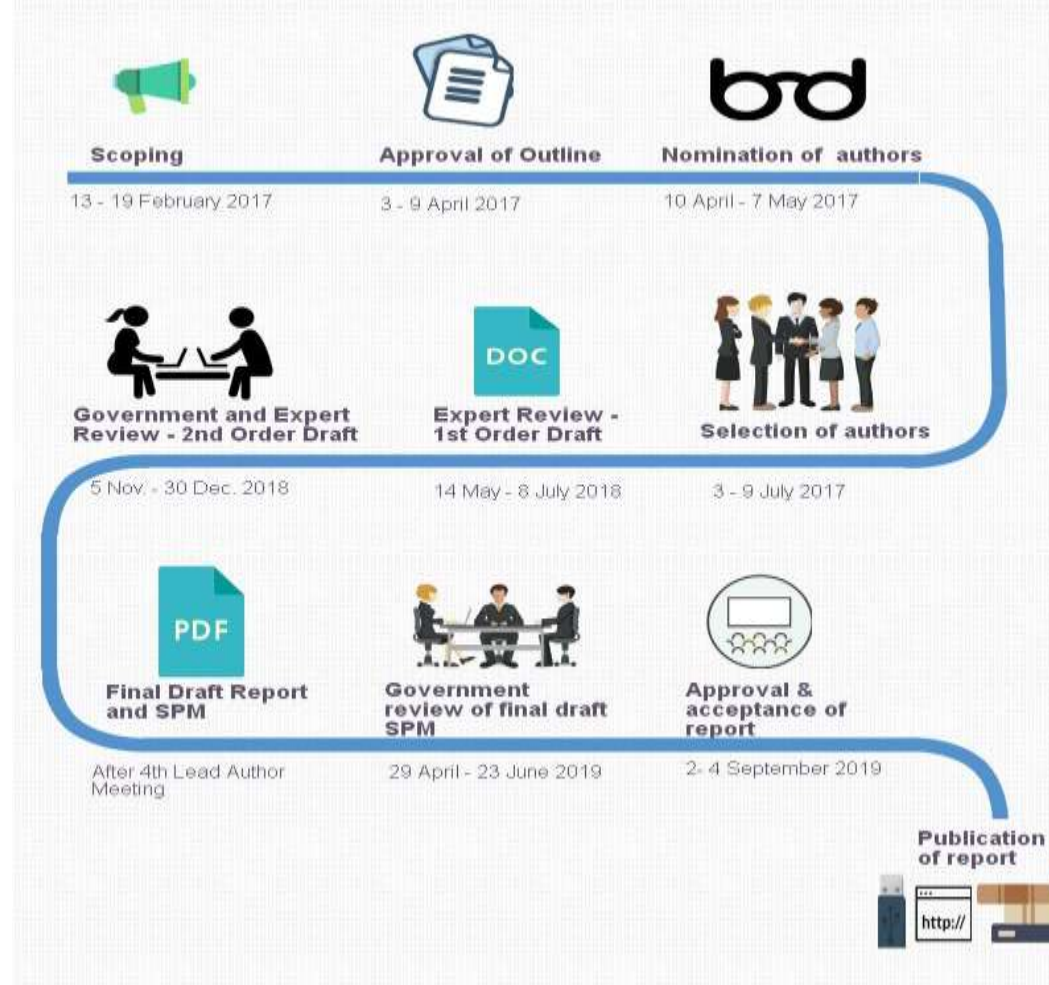 Scoping
13 - 19 February 2017
Approval of Outline
3 - 9 April 2017
Nomination of authors
10 April - 7 May 2017
Selection of authors
3 - 9 July 2017
DOC
Expert Review -
1st Order Draft
14 May - 8 July 2018
Government and Expert
Review - 2nd Order Draft
5 Nov. - 30 Dec. 2018
PDF
Final Draft Report
and SPM
After 4th Lead Author
Meeting
Government
review of final draft
SPM
29 April - 23 June 2019
Approval &
acceptance of
report
2- 4 September 2019
Publication
of report
http://